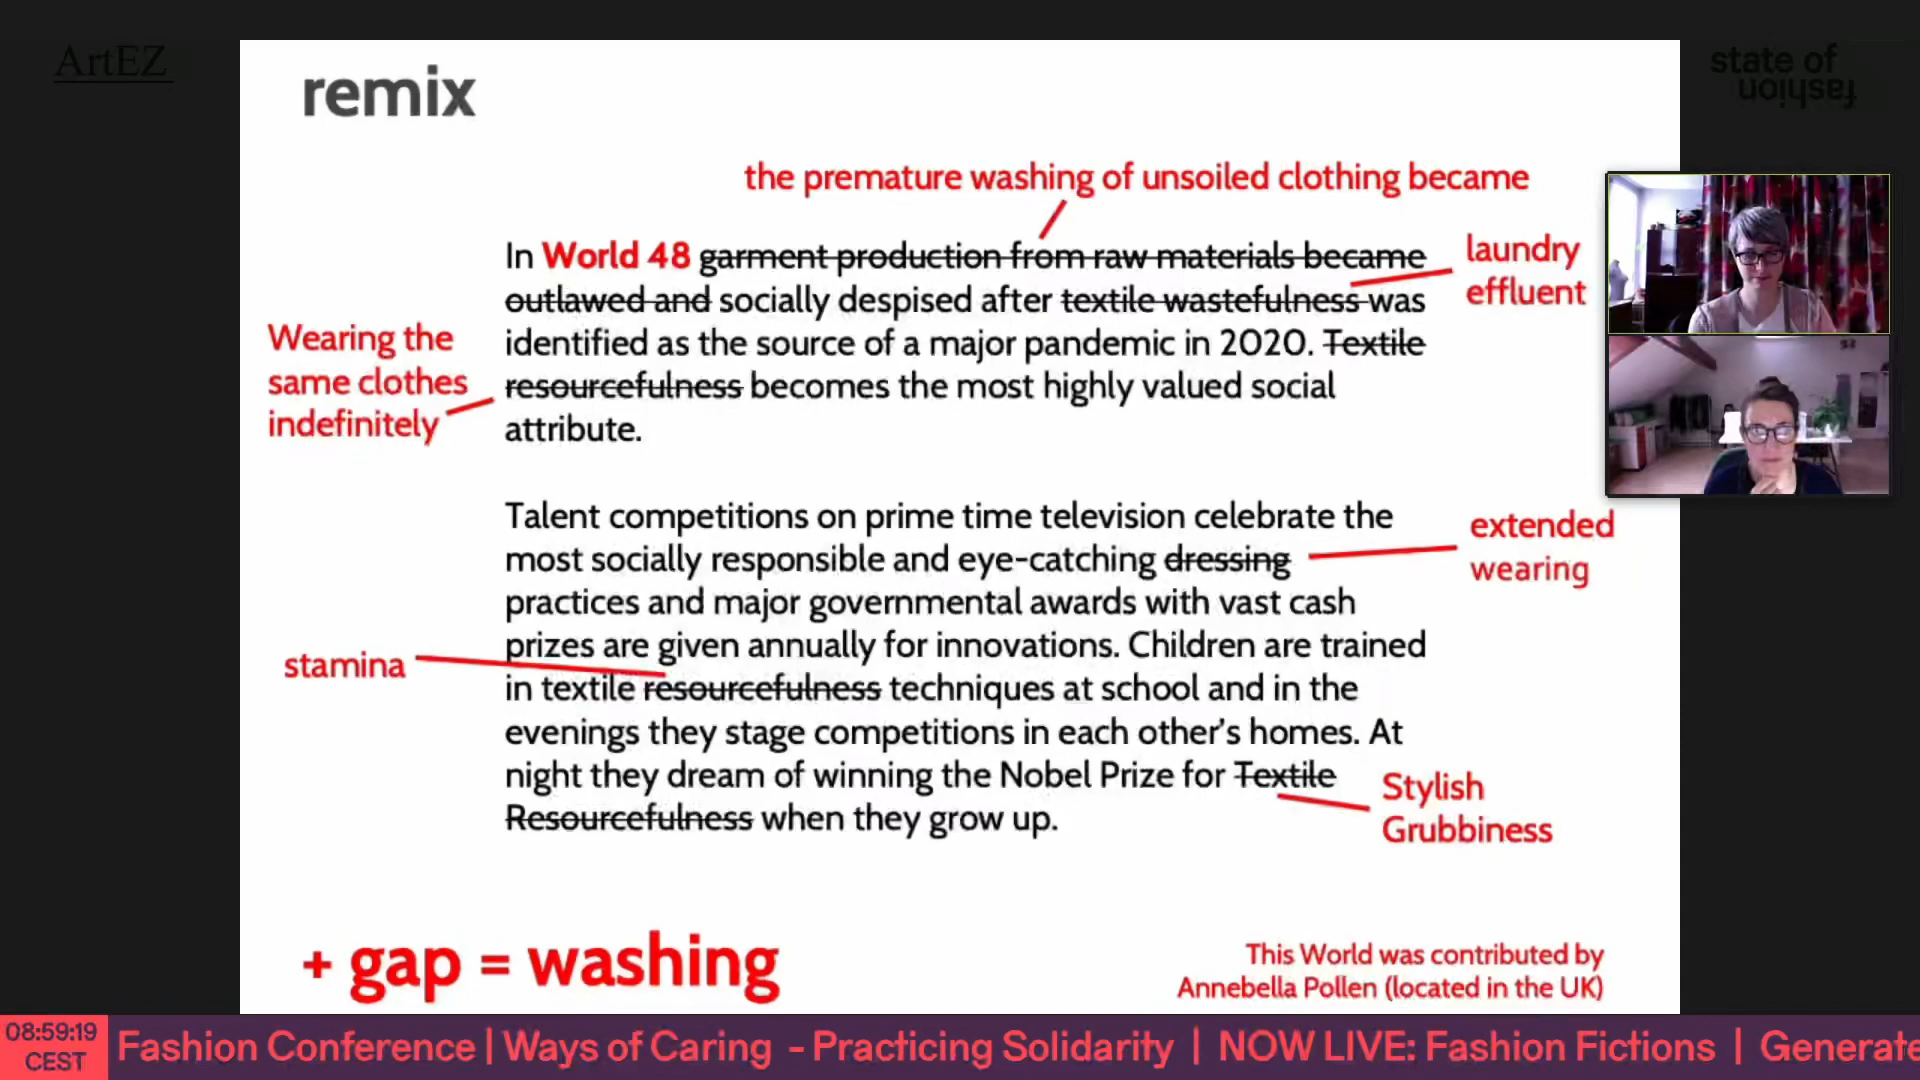 ArtEZ
state of
fashion
remix
the premature washing of unsoiled clothing became
In World 48 garment production from raw materials became
outlawed and socially despised after textile wastefulness was
identified as the source of a major pandemic in 2020. Textile
resourcefulness becomes the most highly valued social
attribute.
laundry
effluent
Wearing the
same clothes
indefinitely
Talent competitions on prime time television celebrate the
most socially responsible and eye-catching dressing
practices and major governmental awards with vast cash
prizes are given annually for innovations. Children are trained
in textile resourcefulness techniques at school and in the
evenings they stage competitions in each other's homes. At
night they dream of winning the Nobel Prize for Textile
Resourcefulness when they grow up.
extended
wearing
stamina
Stylish
Grubbiness
+ gap = washing
This World was contributed by
Annebella Pollen (located in the UK)
08:59:19
CEST
Fashion Conference | Ways of Caring - Practicing Solidarity | NOW LIVE: Fashion Fictions | Generate